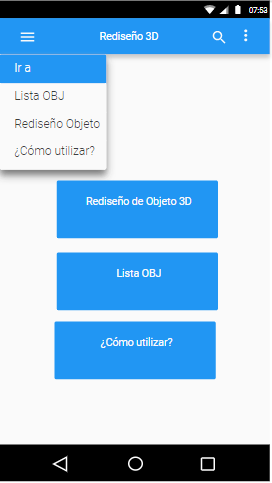 07:53
Rediseño 3D
Ir a
Lista OBJ
Rediseño Objeto
¿Cómo utilizar?
Rediseño de Objeto 3D
Lista OBJ
¿Cómo utilizar?